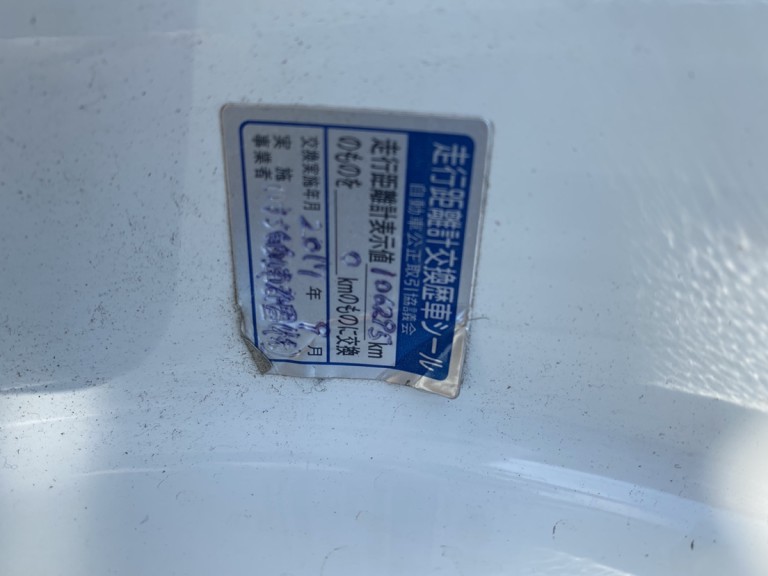 走行距離計交換歴車シール
自動車公正取引協議会
走行距離計表示値 106295 km
のものを 0 kmのものに交換
交換実施年月 2011 年 9 月
実施
事業者